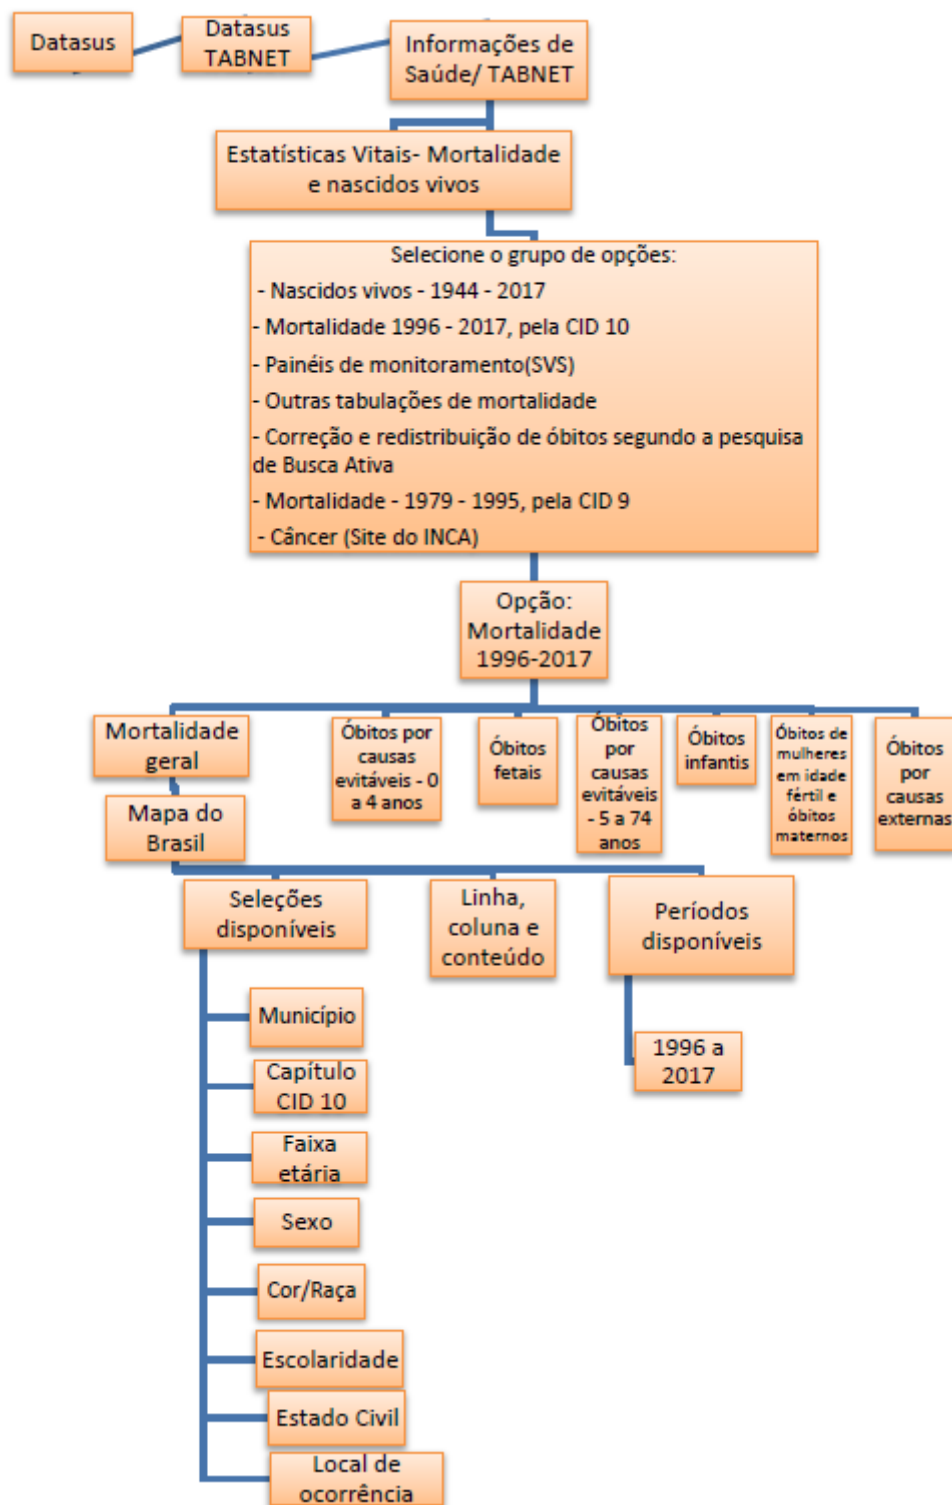 Datasus
Datasus
TABNET
Informações de
Saúde/ TABNET
Estatísticas Vitais- Mortalidade
e nascidos vivos
Selecione o grupo de opções:
- Nascidos vivos - 1944 - 2017
- Mortalidade 1996 - 2017, pela CID 10
- Painéis de monitoramento(SVS)
- Outras tabulações de mortalidade
- Correção e redistribuição de óbitos segundo a pesquisa
de Busca Ativa
- Mortalidade - 1979 - 1995, pela CID 9
- Câncer (Site do INCA)
Opção:
Mortalidade
1996-2017
Mortalidade
geral
Óbitos por
causas
evitáveis - 0
a 4 anos
Óbitos
fetais
Óbitos
por
causas
evitáveis
- 5 a 74
anos
Óbitos
infantis
Óbitos de
mulheres
em idade
fértil e
óbitos
maternos
Óbitos
por
causas
externas
Mapa do
Brasil
Seleções
disponíveis
Linha,
coluna e
conteúdo
Períodos
disponíveis
Município
Capítulo
CID 10
Faixa
etária
Sexo
Cor/Raça
Escolaridade
Estado Civil
Local de
ocorrência
1996 a
2017